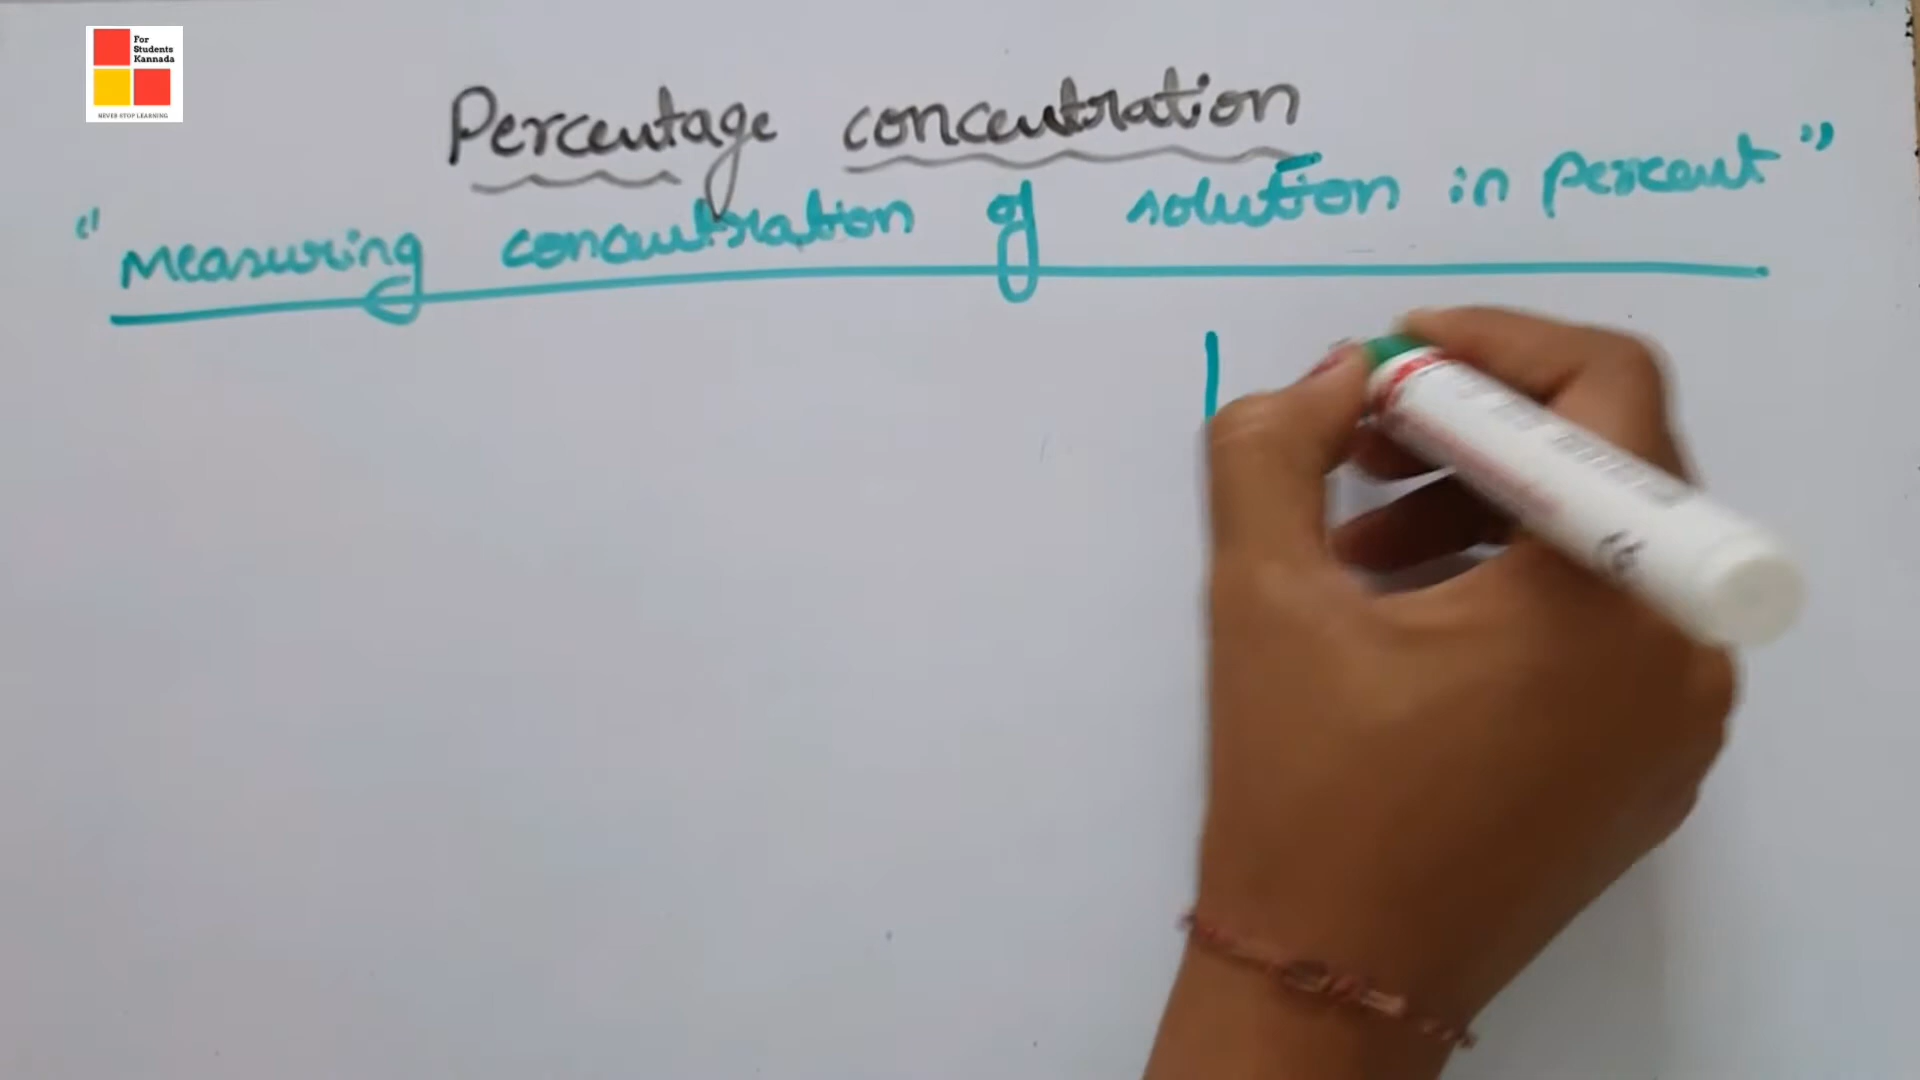 For
Students
Kannada
NEVER STOP LEARNING
Percentage concentration
"Measuring concentration of solution in percent"